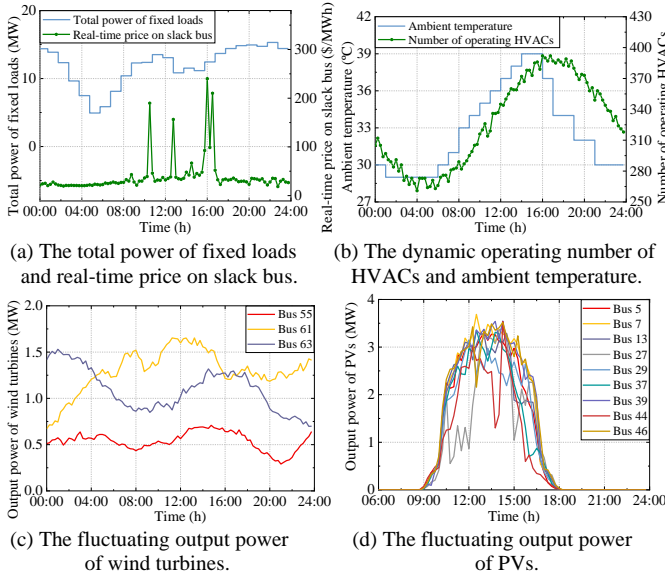 (a)
Total power of fixed loads
Real-time price on slack bus
Total power of fixed loads (MW)
20
10
0
Real-time price on slack bus ($/MWh)
300
200
100
0
00:00 04:00 08:00 12:00 16:00 20:00 24:00
Time (h)
(a) The total power of fixed loads
and real-time price on slack bus.
(b)
Ambient temperature
Number of operating HVACs
Ambient temperature (℃)
42
39
36
33
30
27
Number of operating HVACs
430
400
370
340
310
280
250
00:00 04:00 08:00 12:00 16:00 20:00 24:00
Time (h)
(b) The dynamic operating number of
HVACs and ambient temperature.
Output power of wind turbines (MW)
2.0
1.5
1.0
0.5
0.0
Bus 55
Bus 61
Bus 63
00:00 04:00 08:00 12:00 16:00 20:00 24:00
Time (h)
(c) The fluctuating output power
of wind turbines.
Output power of PVs (MW)
4
3
2
1
0
Bus 5
Bus 7
Bus 13
Bus 27
Bus 29
Bus 37
Bus 39
Bus 44
Bus 46
06:00 09:00 12:00 15:00 18:00 21:00 24:00
Time (h)
(d) The fluctuating output power
of PVs.